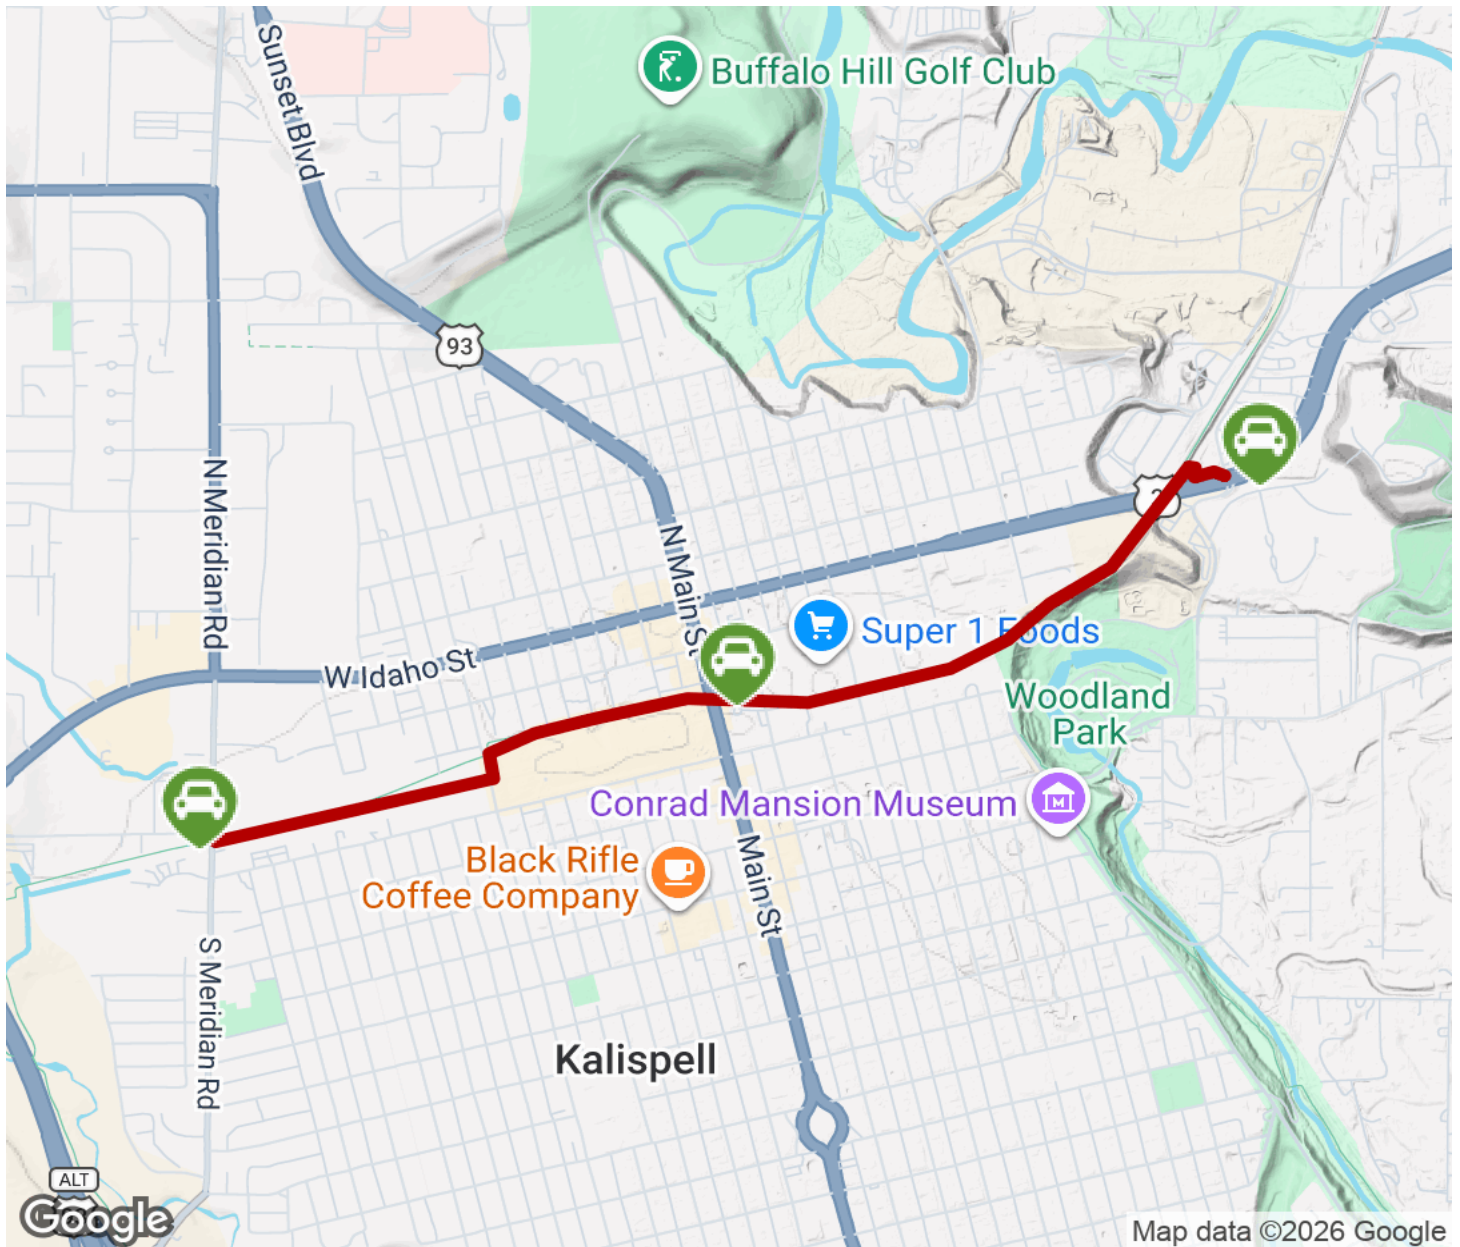 Buffalo Hill Golf Club
Sunset Blvd
93
N Meridian Rd
2
N Main St
W Idaho St
Super 1 Foods
Woodland
Park
Conrad Mansion Museum
Black Rifle
Coffee Company
Main St
S Meridian Rd
Kalispell
ALT
Google
Map data ©2026 Google